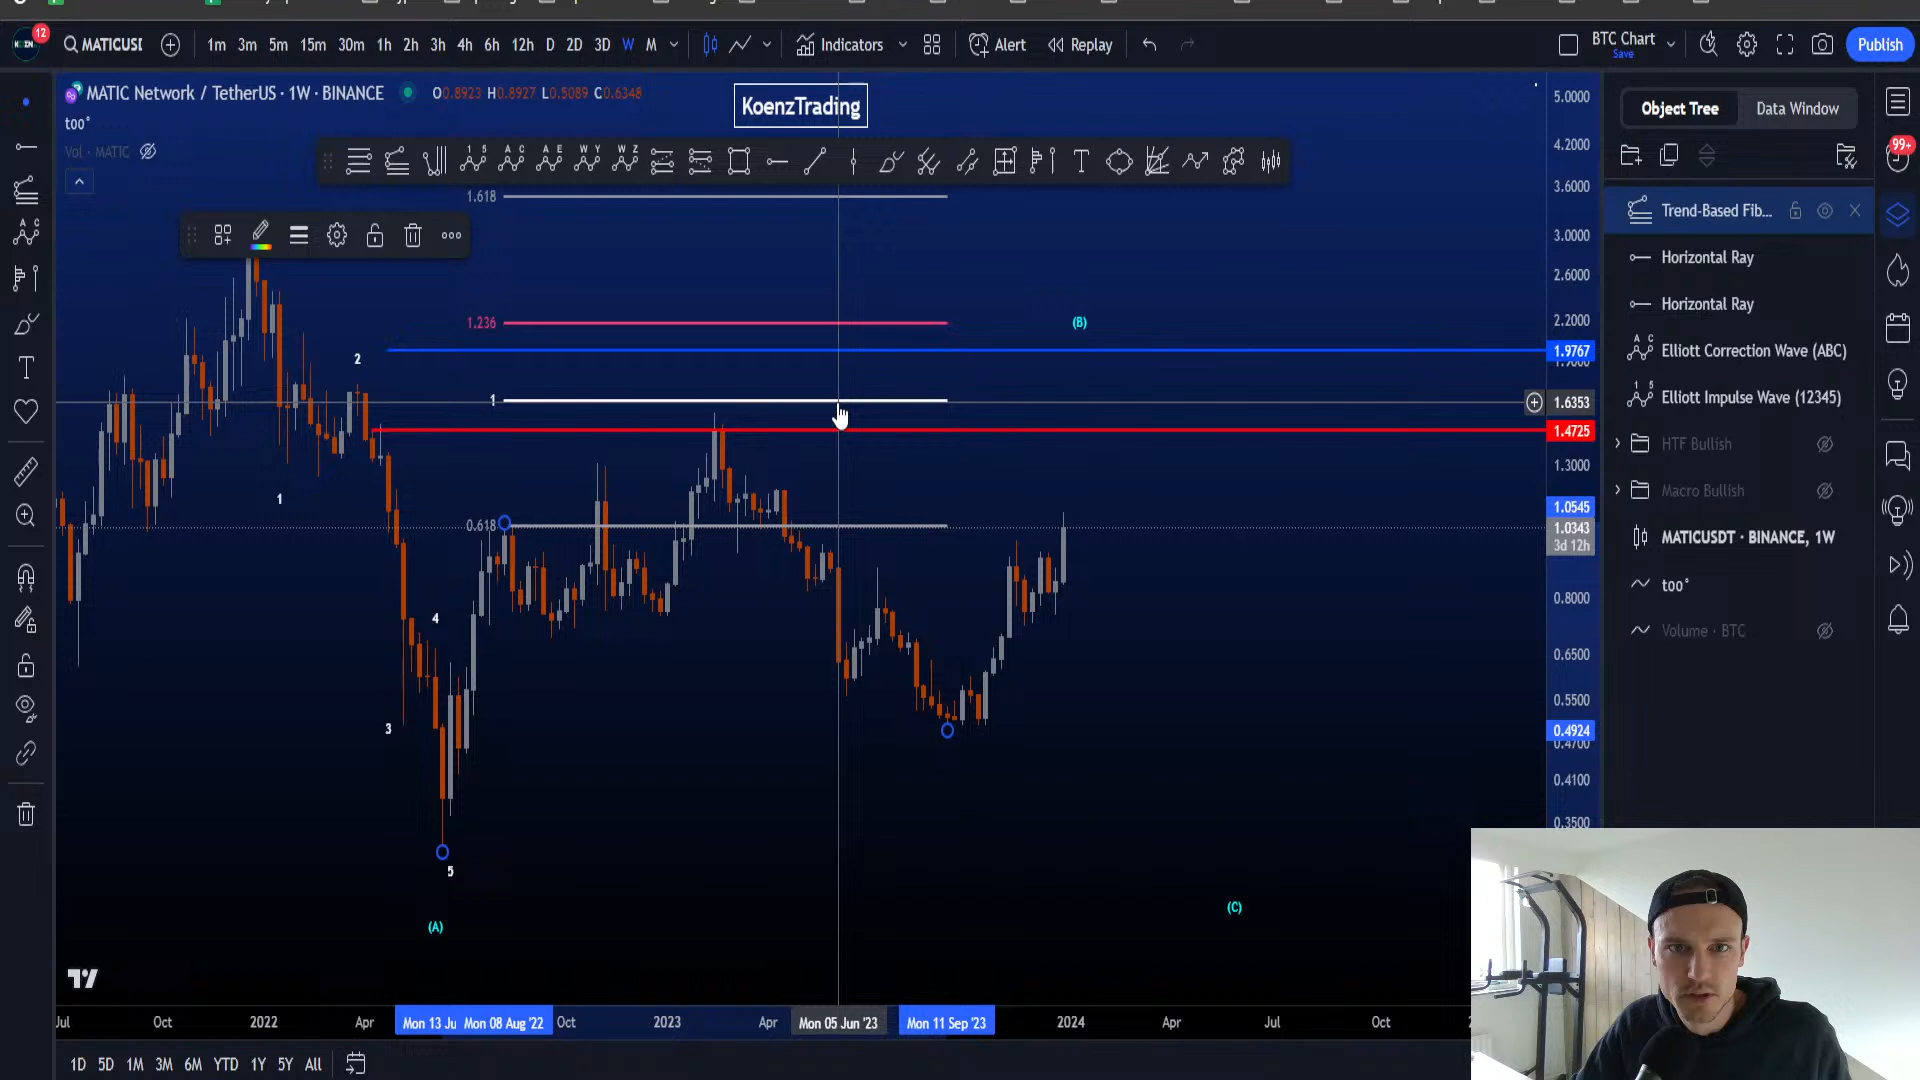 12
KOEN
MATICUSI
1m 3m 5m 15m 30m 1h 2h 3h 4h 6h 12h D 2D 3D W M
Indicators
Alert
Replay
BTC Chart
Save
Publish
MATIC Network / TetherUS · 1W · BINANCE
O0.8923 H0.8927 L0.5089 C0.6348
too°
Vol · MATIC
KoenzTrading
1.618
1.236
1
0.618
1
2
3
4
5
(A)
(B)
(C)
5.0000
4.2000
3.6000
3.0000
2.6000
2.2000
1.9767
1.6353
1.4725
1.3000
1.0545
1.0343
3d 12h
0.8000
0.6500
0.5500
0.4924
0.4700
0.4100
0.3500
Object Tree
Data Window
99+
Trend-Based Fib...
Horizontal Ray
Horizontal Ray
Elliott Correction Wave (ABC)
Elliott Impulse Wave (12345)
HTF Bullish
Macro Bullish
MATICUSDT · BINANCE, 1W
too°
Volume · BTC
Jul Oct 2022 Apr Mon 13 Ju Mon 08 Aug '22 Oct 2023 Apr Mon 05 Jun '23 Mon 11 Sep '23 2024 Apr Jul Oct
1D 5D 1M 3M 6M YTD 1Y 5Y All